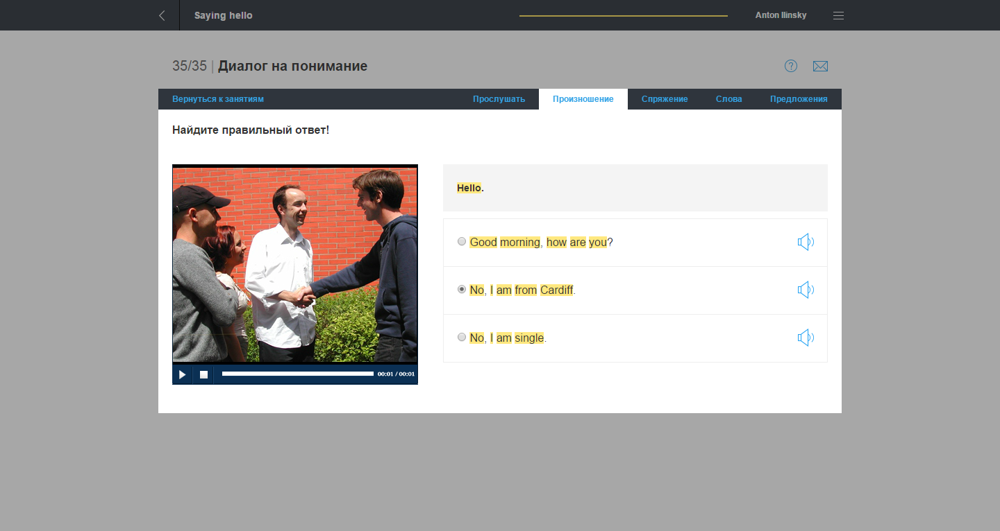 Saying hello
Anton Ilinsky
35/35 | Диалог на понимание
Вернуться к занятиям
Прослушать
Произношение
Спряжение
Слова
Предложения
Найдите правильный ответ!
Hello.
Good morning, how are you?
No, I am from Cardiff.
No, I am single.
00:01 / 00:01